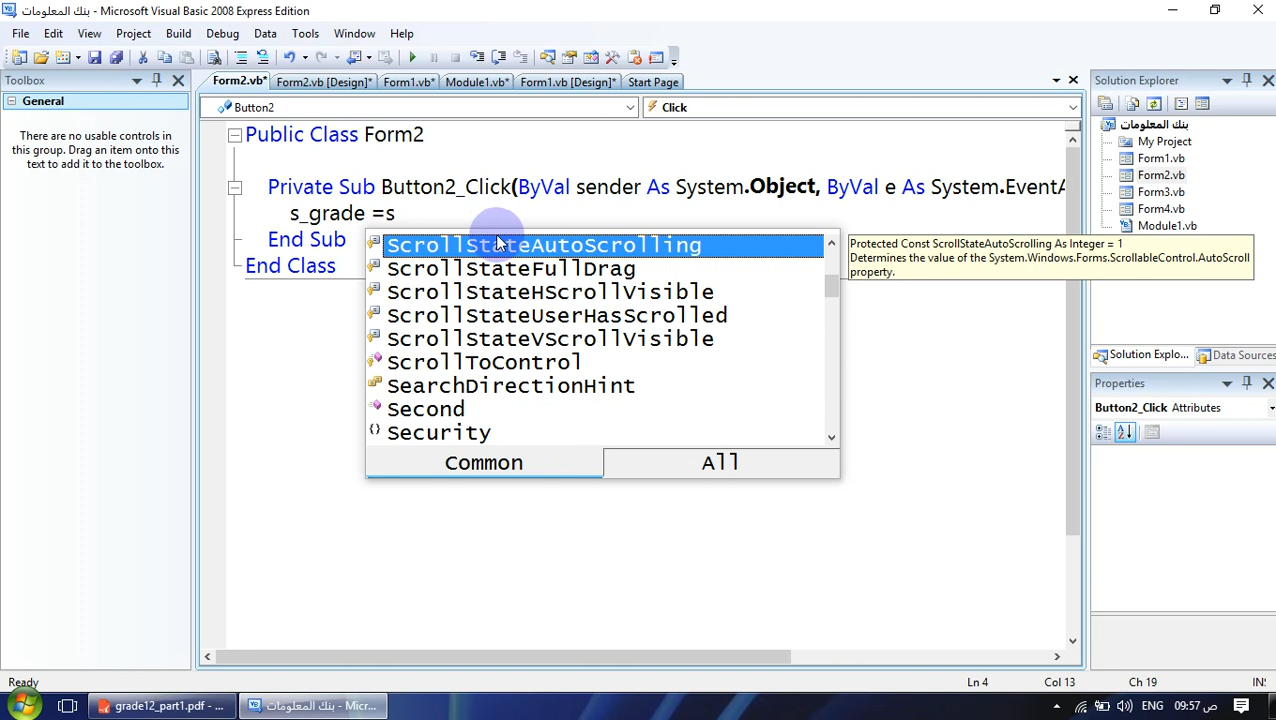 بنك المعلومات - Microsoft Visual Basic 2008 Express Edition
File Edit View Project Build Debug Data Tools Window Help
Toolbox
General
There are no usable controls in
this group. Drag an item onto this
text to add it to the toolbox.
Form2.vb* Form2.vb [Design]* Form1.vb* Module1.vb* Form1.vb [Design]* Start Page
Button2 Click
Public Class Form2
Private Sub Button2_Click(ByVal sender As System.Object, ByVal e As System.EventA
s_grade =s
End Sub
End Class
ScrollStateAutoScrolling
ScrollStateFullDrag
ScrollStateHScrollVisible
ScrollStateUserHasScrolled
ScrollStateVScrollVisible
ScrollToControl
SearchDirectionHint
Second
Security
Common All
Protected Const ScrollStateAutoScrolling As Integer = 1
Determines the value of the System.Windows.Forms.ScrollableControl.AutoScroll
property.
Solution Explorer
بنك المعلومات
My Project
Form1.vb
Form2.vb
Form3.vb
Form4.vb
Module1.vb
Solution Explo... Data Sources
Properties
Button2_Click Attributes
Ready Ln 4 Col 13 Ch 19 INS
grade12_part1.pdf - ... بنك المعلومات - Micr... ENG 09:57 ص